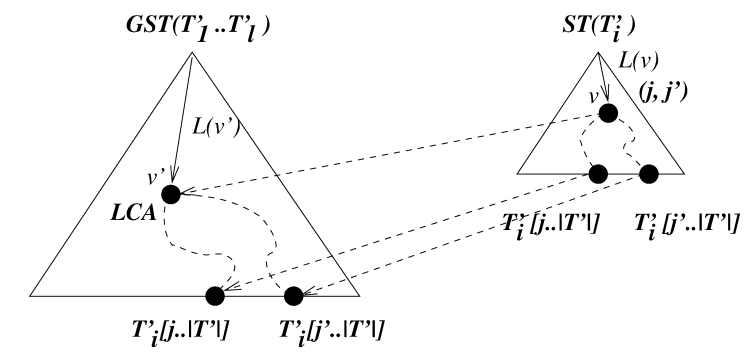 GST(T'1 ..T'l )
ST(T'i )
L(v)
(j, j')
v
L(v')
v'
LCA
T'i [j..|T'|]
T'i [j'..|T'|]
T'i[j..|T'|]
T'i[j'..|T'|]